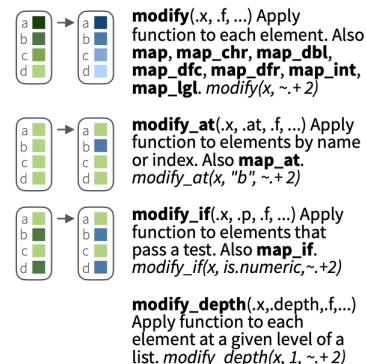 a a
b b
c c
d d
modify(.x, .f, ...) Apply
function to each element. Also
map, map_chr, map_dbl,
map_dfc, map_dfr, map_int,
map_lgl. modify(x, ~.+ 2)
a a
b b
c c
d d
modify_at(.x, .at, .f, ...) Apply
function to elements by name
or index. Also map_at.
modify_at(x, "b", ~.+ 2)
a a
b b
c c
d d
modify_if(.x, .p, .f, ...) Apply
function to elements that
pass a test. Also map_if.
modify_if(x, is.numeric,~.+2)
modify_depth(.x,.depth,.f,...)
Apply function to each
element at a given level of a
list. modify_depth(x, 1, ~.+ 2)